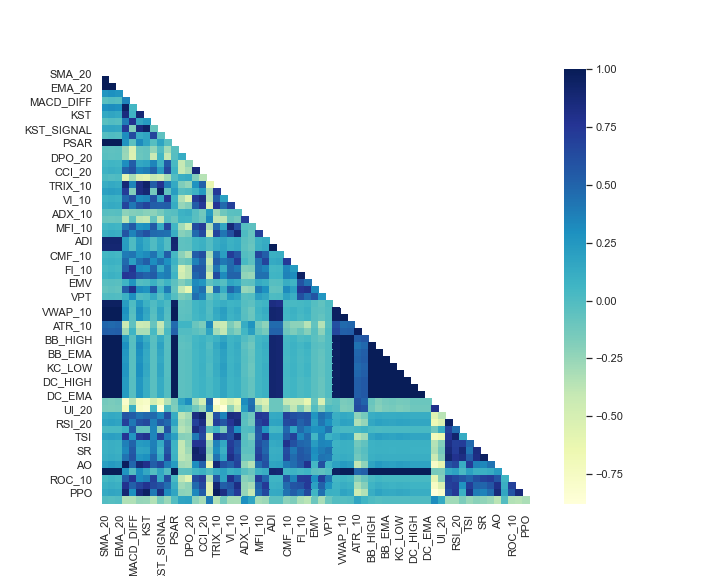 SMA_20
EMA_20
MACD_DIFF
KST
KST_SIGNAL
PSAR
DPO_20
CCI_20
TRIX_10
VI_10
ADX_10
MFI_10
ADI
CMF_10
FI_10
EMV
VPT
VWAP_10
ATR_10
BB_HIGH
BB_EMA
KC_LOW
DC_HIGH
DC_EMA
UI_20
RSI_20
TSI
SR
AO
ROC_10
PPO
SMA_20
EMA_20
MACD_DIFF
KST
ST_SIGNAL
PSAR
DPO_20
CCI_20
TRIX_10
VI_10
ADX_10
MFI_10
ADI
CMF_10
FI_10
EMV
VPT
VWAP_10
ATR_10
BB_HIGH
BB_EMA
KC_LOW
DC_HIGH
DC_EMA
UI_20
RSI_20
TSI
SR
AO
ROC_10
PPO
1.00
0.75
0.50
0.25
0.00
−0.25
−0.50
−0.75